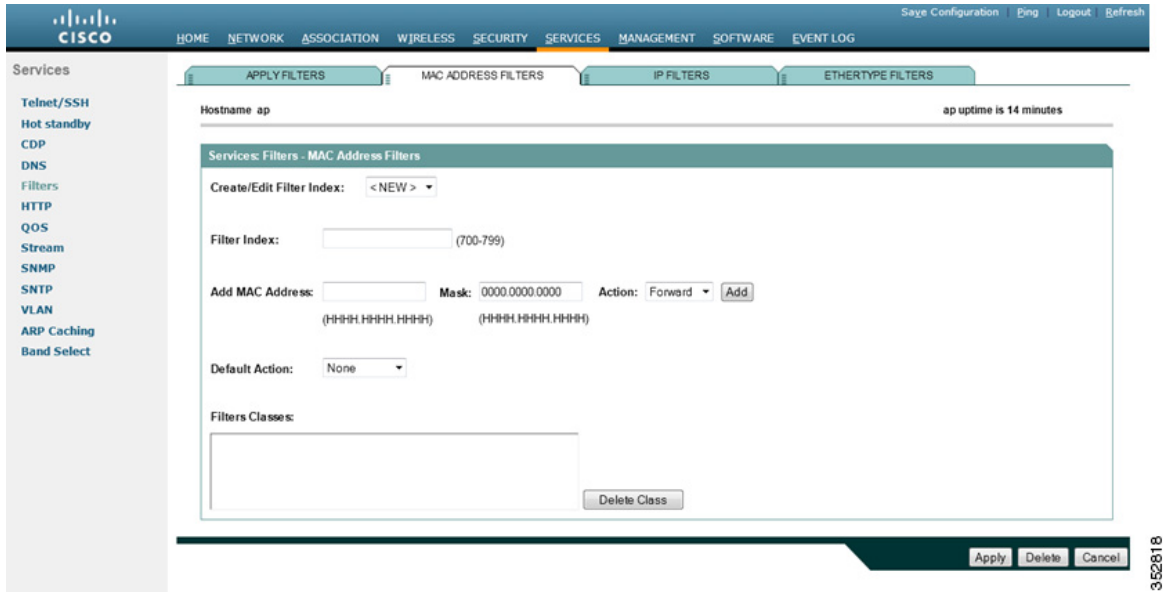 Save Configuration | Ping | Logout | Refresh
CISCO
HOME NETWORK ASSOCIATION WIRELESS SECURITY SERVICES MANAGEMENT SOFTWARE EVENT LOG
Services
Telnet/SSH
Hot standby
CDP
DNS
Filters
HTTP
QOS
Stream
SNMP
SNTP
VLAN
ARP Caching
Band Select
APPLY FILTERS MAC ADDRESS FILTERS IP FILTERS ETHERTYPE FILTERS
Hostname ap ap uptime is 14 minutes
Services: Filters - MAC Address Filters
Create/Edit Filter Index: < NEW >
Filter Index: (700-799)
Add MAC Address: Mask: 0000.0000.0000 Action: Forward Add
(HHHH.HHHH.HHHH) (HHHH.HHHH.HHHH)
Default Action: None
Filters Classes:
Delete Class
Apply Delete Cancel
352818